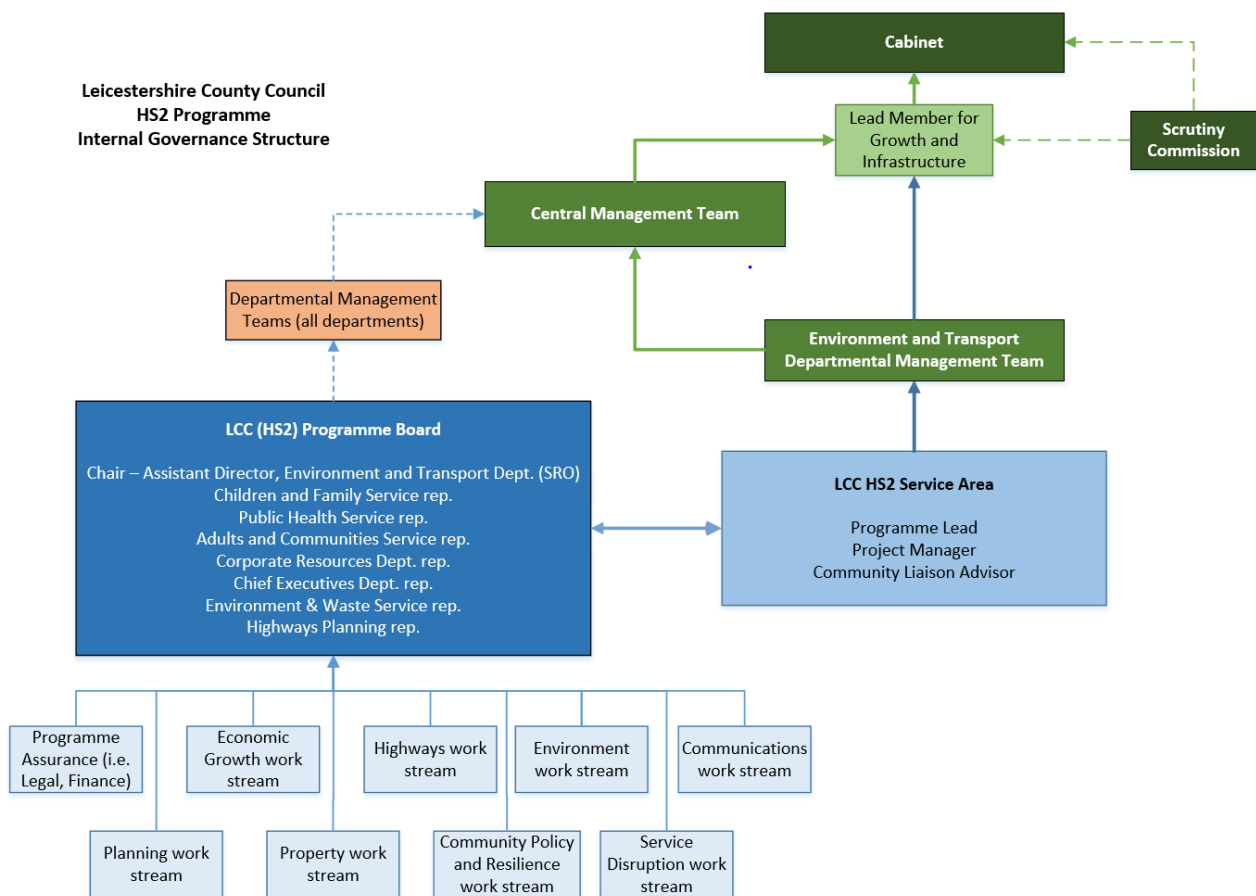 Cabinet
Leicestershire County Council
HS2 Programme
Internal Governance Structure
Lead Member for
Growth and
Infrastructure
Scrutiny
Commission
Central Management Team
Departmental Management
Teams (all departments)
Environment and Transport
Departmental Management Team
LCC (HS2) Programme Board
Chair – Assistant Director, Environment and Transport Dept. (SRO)
Children and Family Service rep.
Public Health Service rep.
Adults and Communities Service rep.
Corporate Resources Dept. rep.
Chief Executives Dept. rep.
Environment & Waste Service rep.
Highways Planning rep.
LCC HS2 Service Area
Programme Lead
Project Manager
Community Liaison Advisor
Programme
Assurance (i.e.
Legal, Finance)
Economic
Growth work
stream
Highways work
stream
Environment
work stream
Communications
work stream
Planning work
stream
Property work
stream
Community Policy
and Resilience
work stream
Service
Disruption work
stream